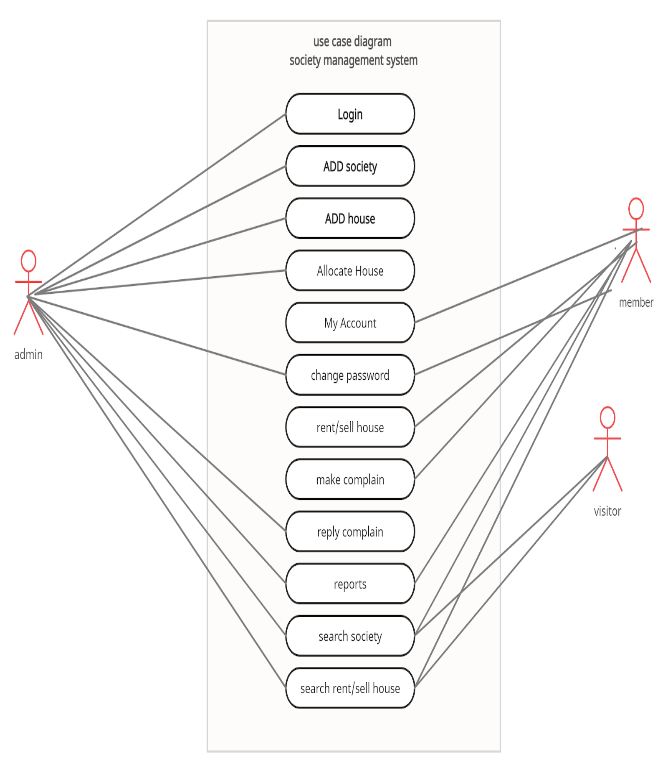 use case diagram
society management system
Login
ADD society
ADD house
Allocate House
My Account
change password
rent/sell house
make complain
reply complain
reports
search society
search rent/sell house
admin
member
visitor